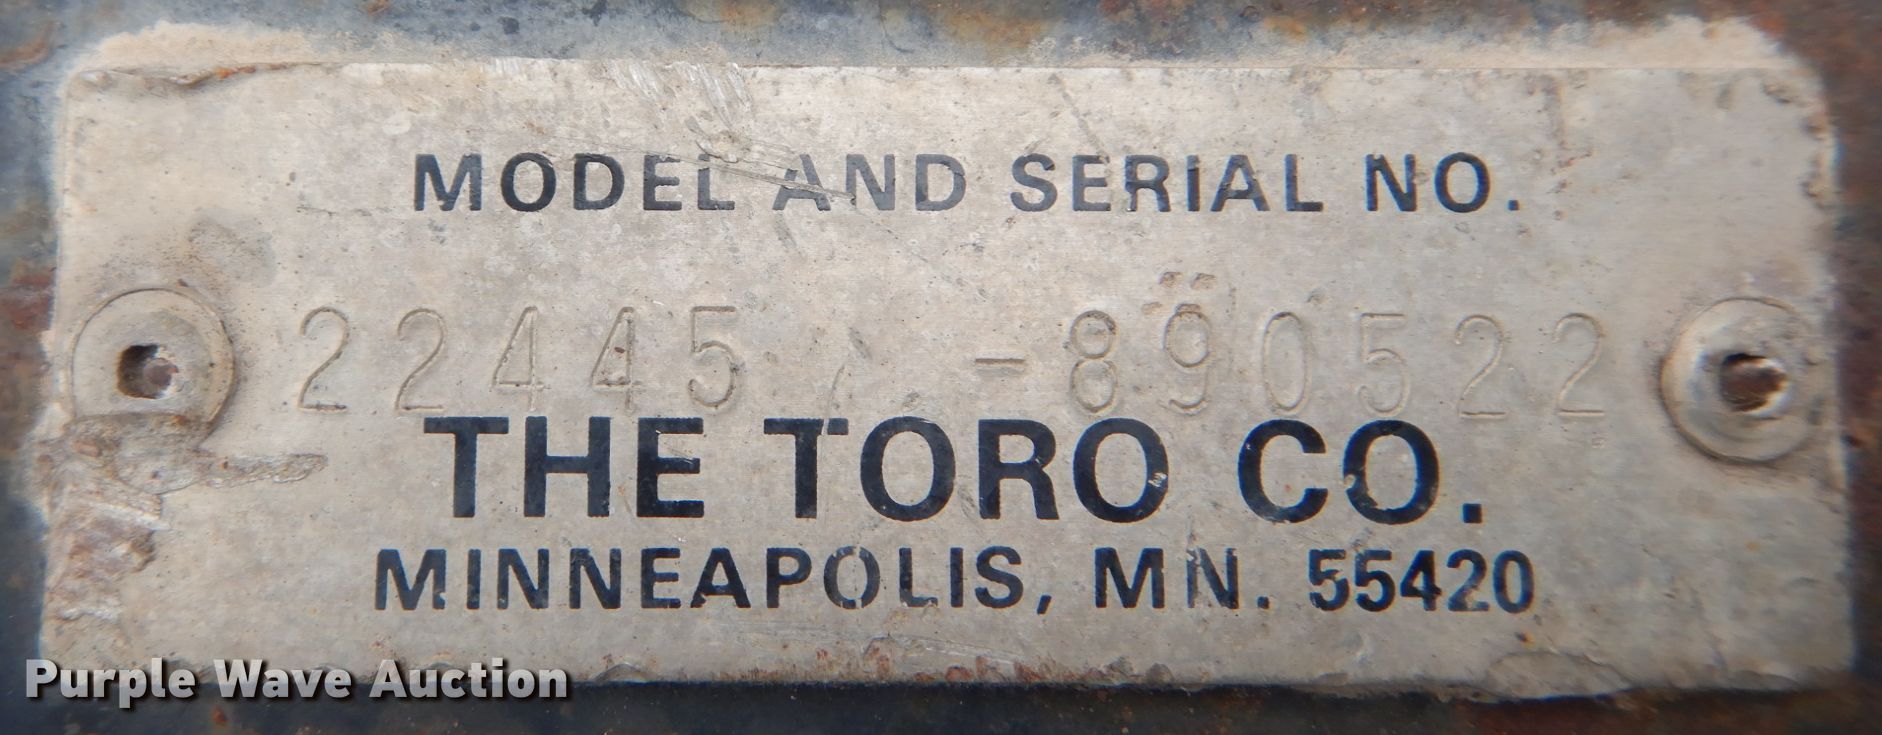 MODEL AND SERIAL NO.
22445 / -890522
THE TORO CO.
MINNEAPOLIS, MN. 55420
Purple Wave Auction